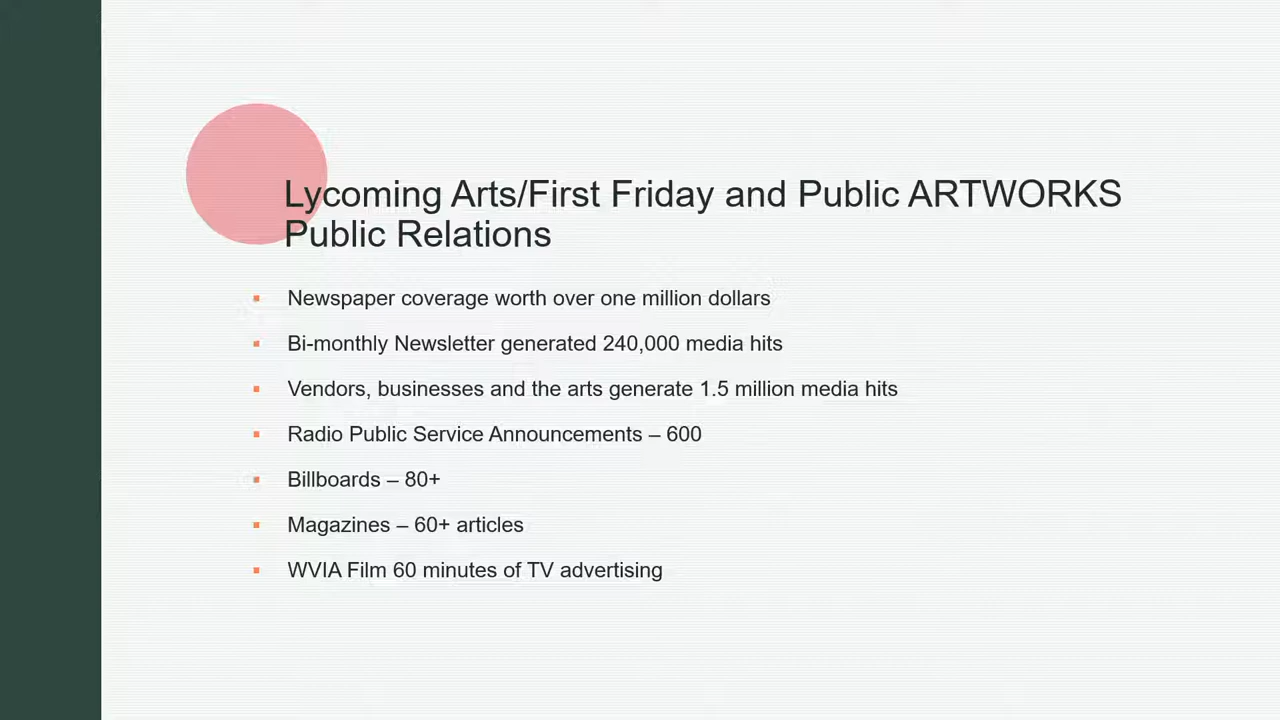 Lycoming Arts/First Friday and Public ARTWORKS
Public Relations
Newspaper coverage worth over one million dollars
Bi-monthly Newsletter generated 240,000 media hits
Vendors, businesses and the arts generate 1.5 million media hits
Radio Public Service Announcements – 600
Billboards – 80+
Magazines – 60+ articles
WVIA Film 60 minutes of TV advertising